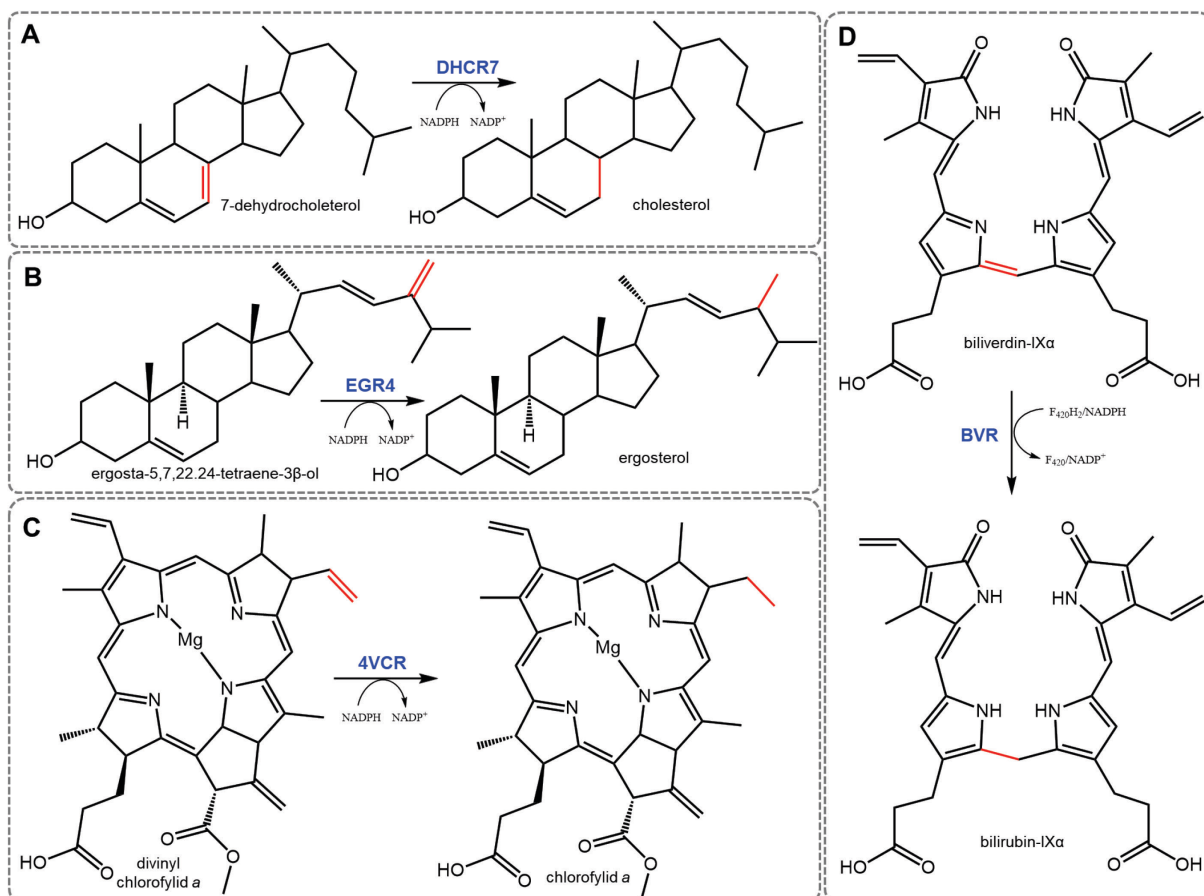 A
DHCR7
NADPH
NADP+
HO
7-dehydrocholeterol
HO
cholesterol
B
EGR4
NADPH
NADP+
H
HO
ergosta-5,7,22.24-tetraene-3β-ol
H
HO
ergosterol
C
N
N
Mg
N
N
4VCR
NADPH
NADP+
N
N
Mg
N
N
HO
O
O
O
divinyl
chlorofylid a
HO
O
O
O
chlorofylid a
D
O
O
NH
HN
N
HN
HO
O
O
OH
biliverdin-IXα
BVR
F420H2/NADPH
F420/NADP+
O
O
NH
HN
NH
HN
HO
O
O
OH
bilirubin-IXα